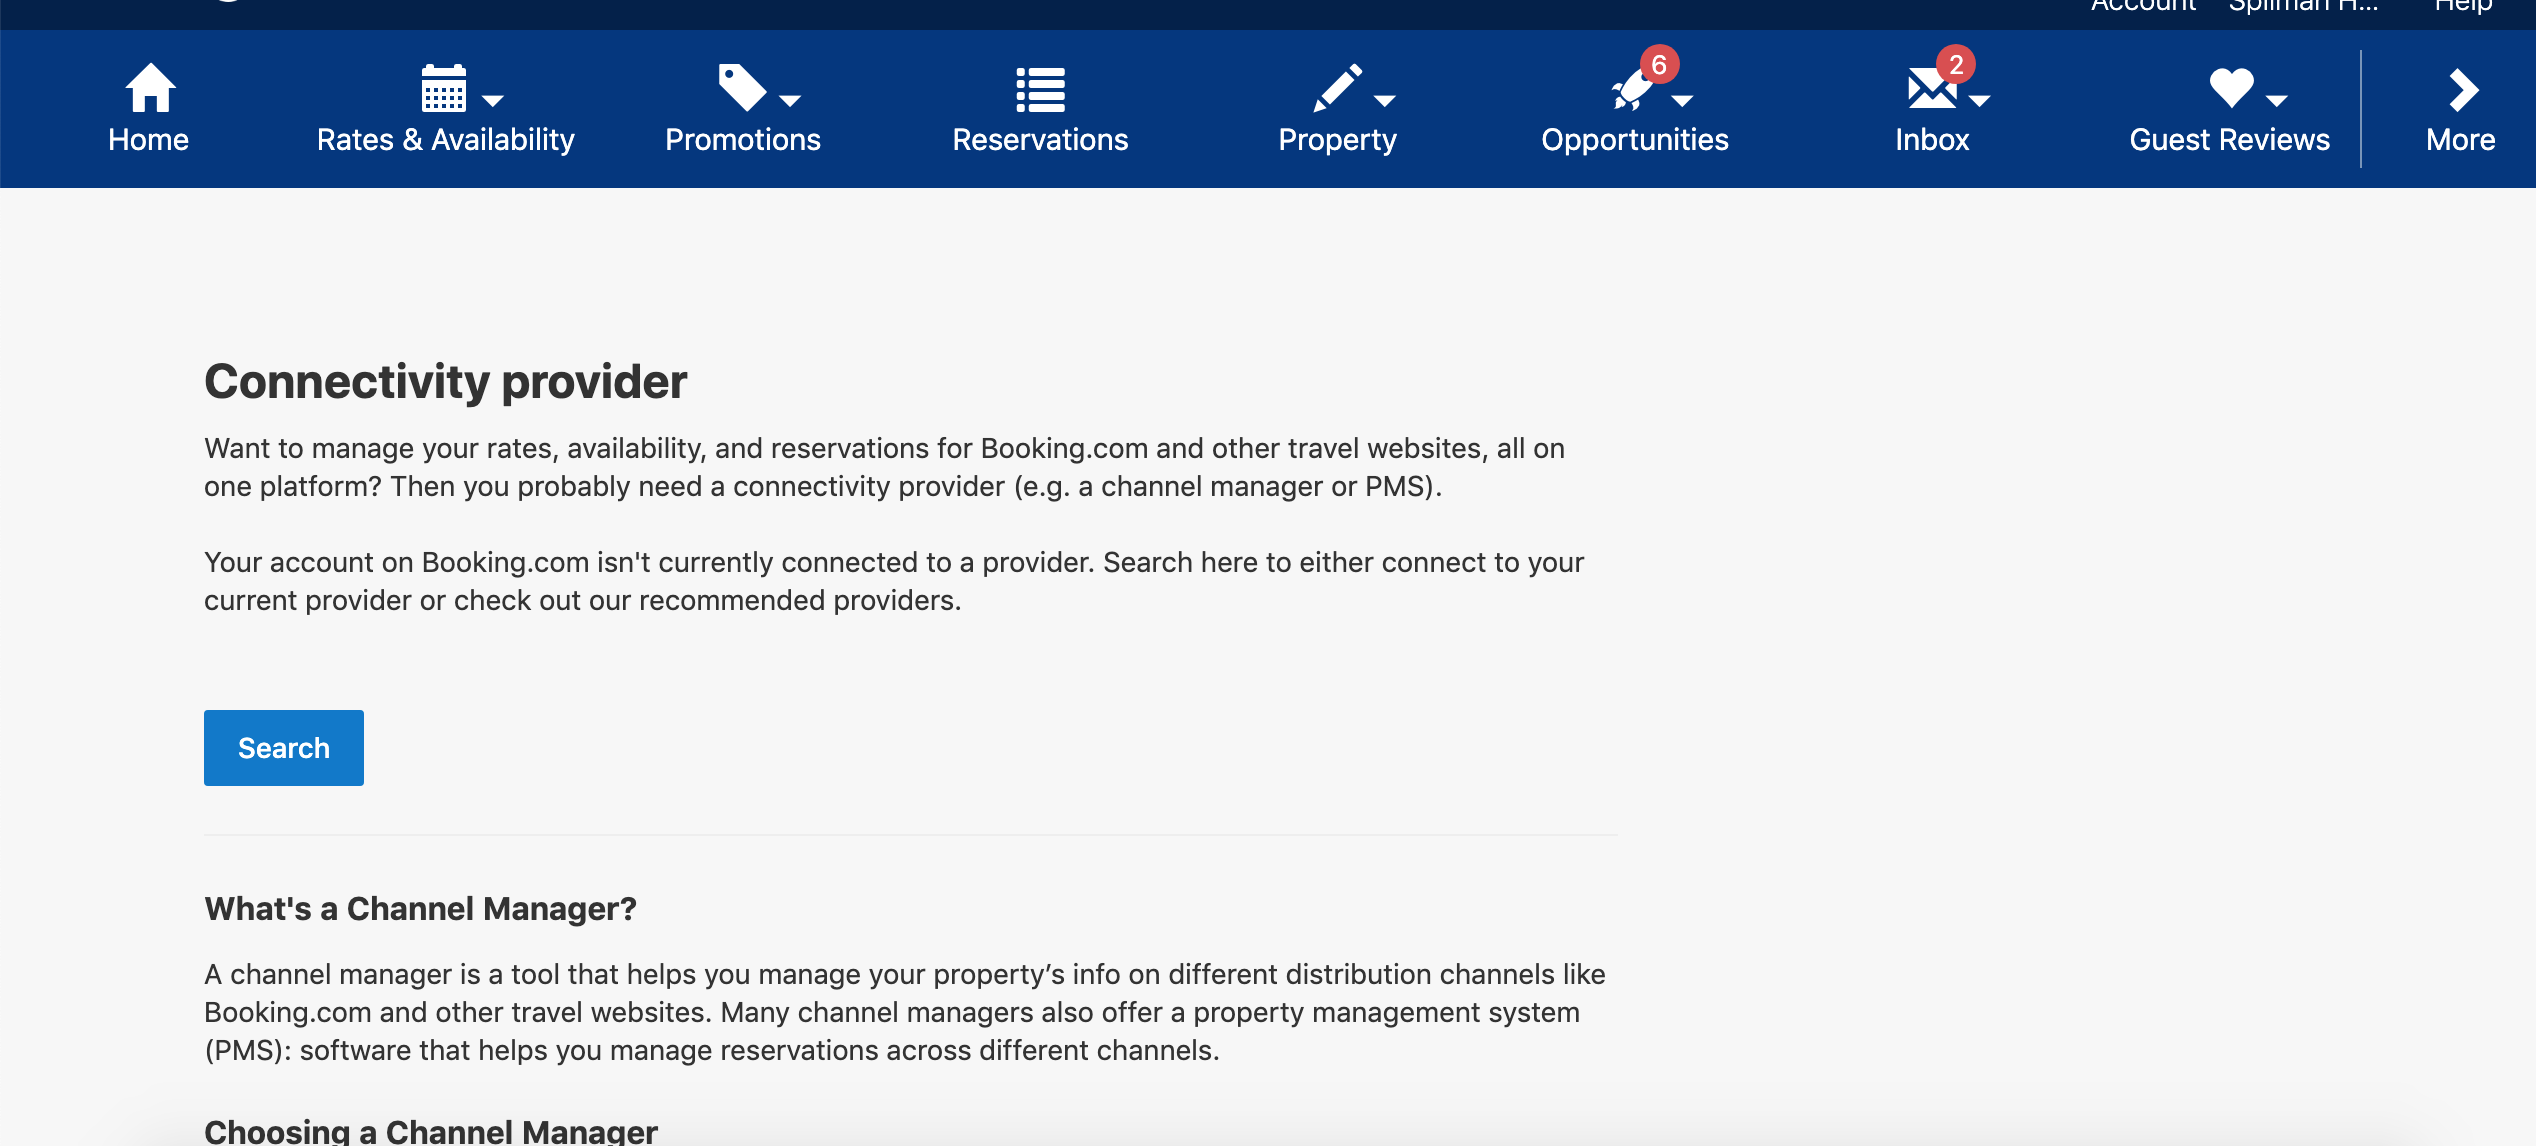 Account Spilman H... Help
6 2
Home Rates & Availability Promotions Reservations Property Opportunities Inbox Guest Reviews More
Connectivity provider
Want to manage your rates, availability, and reservations for Booking.com and other travel websites, all on
one platform? Then you probably need a connectivity provider (e.g. a channel manager or PMS).
Your account on Booking.com isn't currently connected to a provider. Search here to either connect to your
current provider or check out our recommended providers.
Search
What's a Channel Manager?
A channel manager is a tool that helps you manage your property’s info on different distribution channels like
Booking.com and other travel websites. Many channel managers also offer a property management system
(PMS): software that helps you manage reservations across different channels.
Choosing a Channel Manager